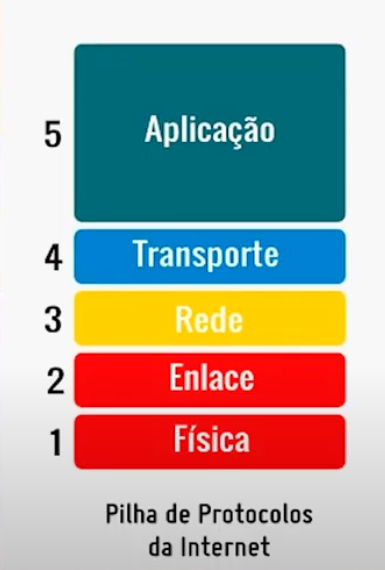 5 Aplicação
4 Transporte
3 Rede
2 Enlace
1 Física
Pilha de Protocolos
da Internet